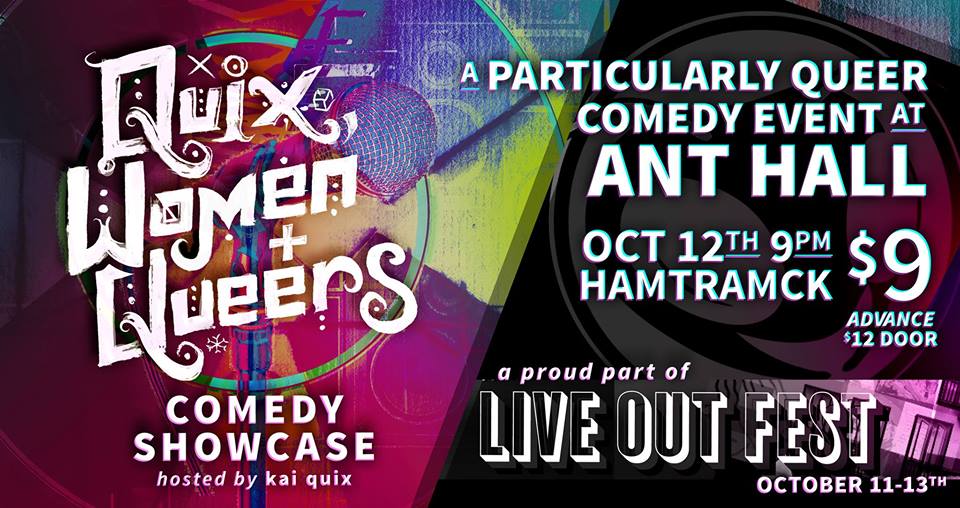 XO
Quix,
Women
+
Queers
COMEDY
SHOWCASE
hosted by kai quix
A PARTICULARLY QUEER
COMEDY EVENT AT
ANT HALL
OCT 12TH 9PM
HAMTRAMCK
$9
ADVANCE
$12 DOOR
a proud part of
LIVE OUT FEST
OCTOBER 11-13TH